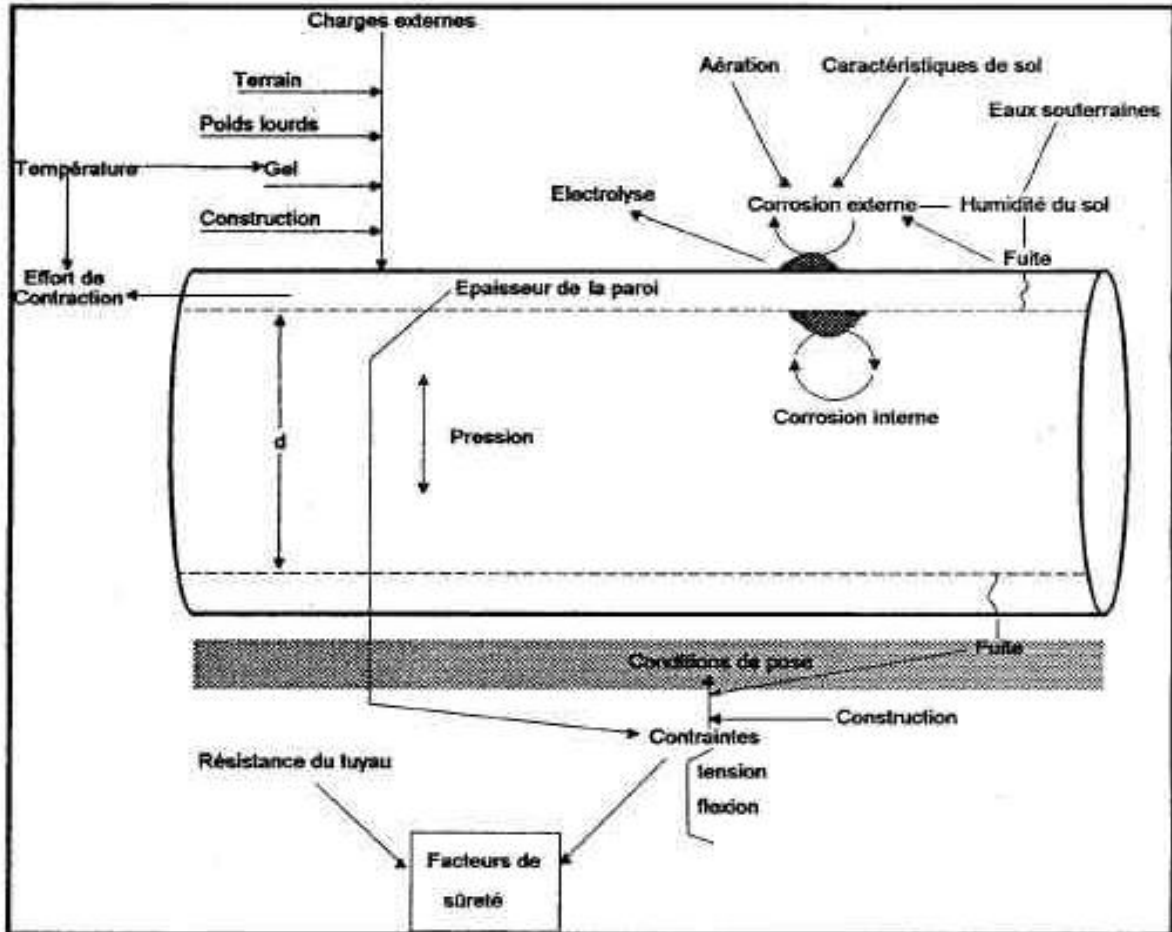 Charges externes
Aération
Caractéristiques de sol
Terrain
Eaux souterraines
Poids lourds
Température
Gel
Electrolyse
Corrosion externe
Humidité du sol
Construction
Fuite
Effort de
Contraction
Epaisseur de la paroi
Corrosion interne
d
Pression
Fuite
Conditions de pose
Construction
Contraintes
Résistance du tuyau
tension
flexion
Facteurs de
sûreté